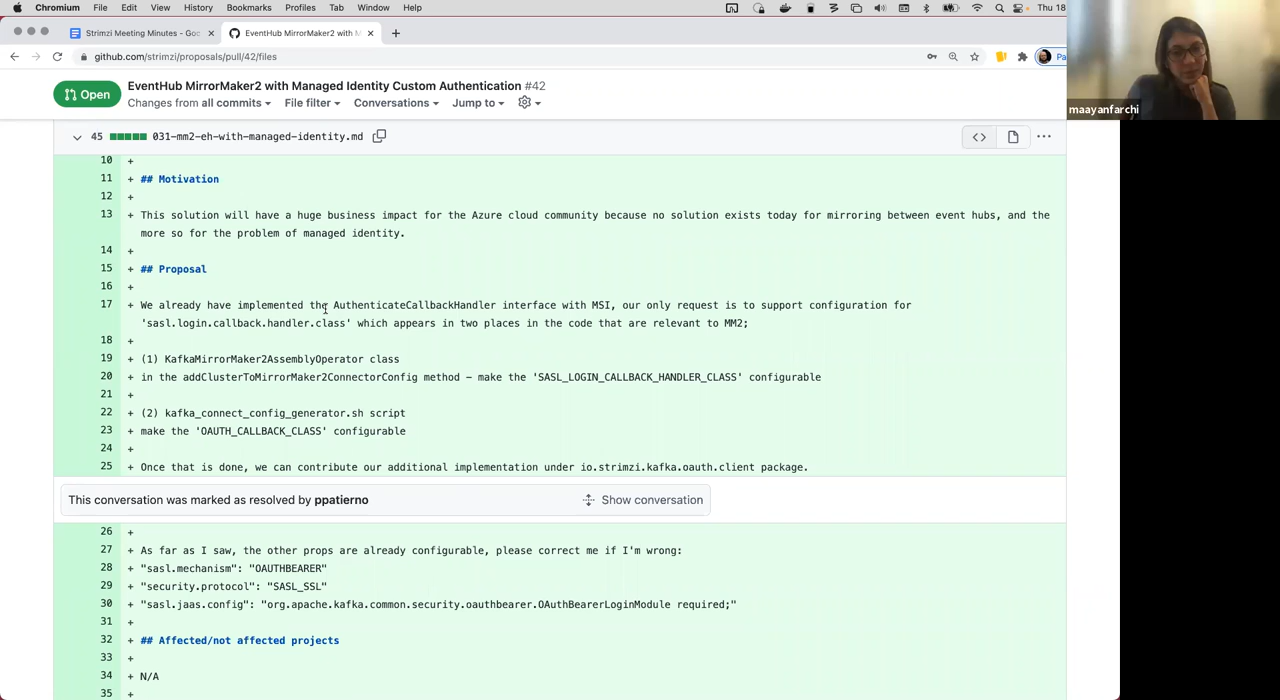 Chromium File Edit View History Bookmarks Profiles Tab Window Help Thu 18
Strimzi Meeting Minutes - Goo
EventHub MirrorMaker2 with M
github.com/strimzi/proposals/pull/42/files
Pa
maayanfarchi
Open
EventHub MirrorMaker2 with Managed Identity Custom Authentication #42
Changes from all commits File filter Conversations Jump to
45 031-mm2-eh-with-managed-identity.md
10 +
11 + ## Motivation
12 +
13 + This solution will have a huge business impact for the Azure cloud community because no solution exists today for mirroring between event hubs, and the
more so for the problem of managed identity.
14 +
15 + ## Proposal
16 +
17 + We already have implemented the AuthenticateCallbackHandler interface with MSI, our only request is to support configuration for
'sasl.login.callback.handler.class' which appears in two places in the code that are relevant to MM2;
18 +
19 + (1) KafkaMirrorMaker2AssemblyOperator class
20 + in the addClusterToMirrorMaker2ConnectorConfig method - make the 'SASL_LOGIN_CALLBACK_HANDLER_CLASS' configurable
21 +
22 + (2) kafka_connect_config_generator.sh script
23 + make the 'OAUTH_CALLBACK_CLASS' configurable
24 +
25 + Once that is done, we can contribute our additional implementation under io.strimzi.kafka.oauth.client package.
This conversation was marked as resolved by ppatierno Show conversation
26 +
27 + As far as I saw, the other props are already configurable, please correct me if I'm wrong:
28 + "sasl.mechanism": "OAUTHBEARER"
29 + "security.protocol": "SASL_SSL"
30 + "sasl.jaas.config": "org.apache.kafka.common.security.oauthbearer.OAuthBearerLoginModule required;"
31 +
32 + ## Affected/not affected projects
33 +
34 + N/A
35 +